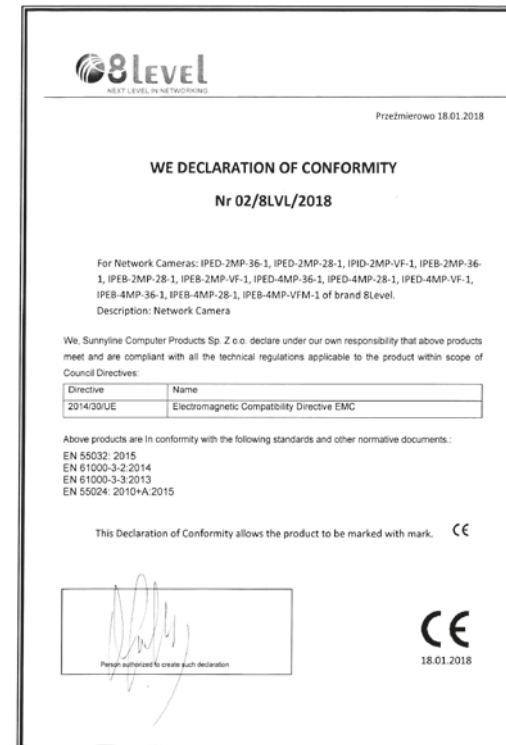 8level
NEXT LEVEL IN NETWORKING
Przeźmierowo 18.01.2018
WE DECLARATION OF CONFORMITY
Nr 02/8LVL/2018
For Network Cameras: IPED-2MP-36-1, IPED-2MP-28-1, IPID-2MP-VF-1, IPEB-2MP-36-
1, IPEB-2MP-28-1, IPEB-2MP-VF-1, IPED-4MP-36-1, IPED-4MP-28-1, IPED-4MP-VF-1,
IPEB-4MP-36-1, IPEB-4MP-28-1, IPEB-4MP-VFM-1 of brand 8Level.
Description: Network Camera
We, Sunnyline Computer Products Sp. Z o.o. declare under our own responsibility that above products
meet and are compliant with all the technical regulations applicable to the product within scope of
Council Directives:
Directive Name
2014/30/UE Electromagnetic Compatibility Directive EMC
Above products are In conformity with the following standards and other normative documents.:
EN 55032: 2015
EN 61000-3-2:2014
EN 61000-3-3:2013
EN 55024: 2010+A:2015
This Declaration of Conformity allows the product to be marked with mark. CE
Person authorized to create such declaration
CE
18.01.2018